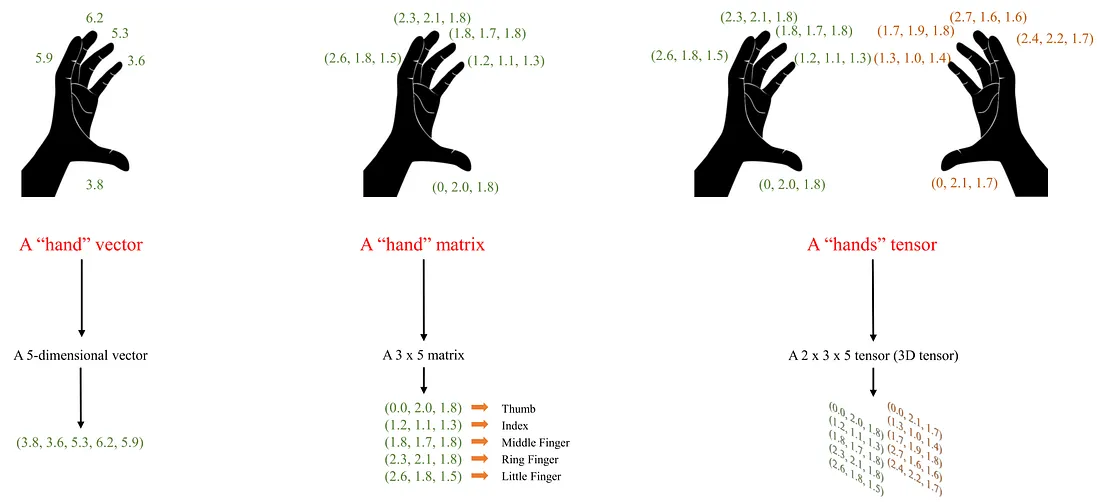 6.2
5.3
5.9
3.6
3.8
A “hand” vector
A 5-dimensional vector
(3.8, 3.6, 5.3, 6.2, 5.9)
(2.3, 2.1, 1.8)
(1.8, 1.7, 1.8)
(2.6, 1.8, 1.5)
(1.2, 1.1, 1.3)
(0, 2.0, 1.8)
A “hand” matrix
A 3 x 5 matrix
(0.0, 2.0, 1.8) Thumb
(1.2, 1.1, 1.3) Index
(1.8, 1.7, 1.8) Middle Finger
(2.3, 2.1, 1.8) Ring Finger
(2.6, 1.8, 1.5) Little Finger
(2.3, 2.1, 1.8)
(1.8, 1.7, 1.8)
(2.6, 1.8, 1.5)
(1.2, 1.1, 1.3)
(0, 2.0, 1.8)
(2.7, 1.6, 1.6)
(1.7, 1.9, 1.8)
(2.4, 2.2, 1.7)
(1.3, 1.0, 1.4)
(0, 2.1, 1.7)
A “hands” tensor
A 2 x 3 x 5 tensor (3D tensor)
(0.0, 2.0, 1.8)
(1.2, 1.1, 1.3)
(1.8, 1.7, 1.8)
(2.3, 2.1, 1.8)
(2.6, 1.8, 1.5)
(0.0, 2.1, 1.7)
(1.3, 1.0, 1.4)
(1.7, 1.9, 1.8)
(2.7, 1.6, 1.6)
(2.4, 2.2, 1.7)